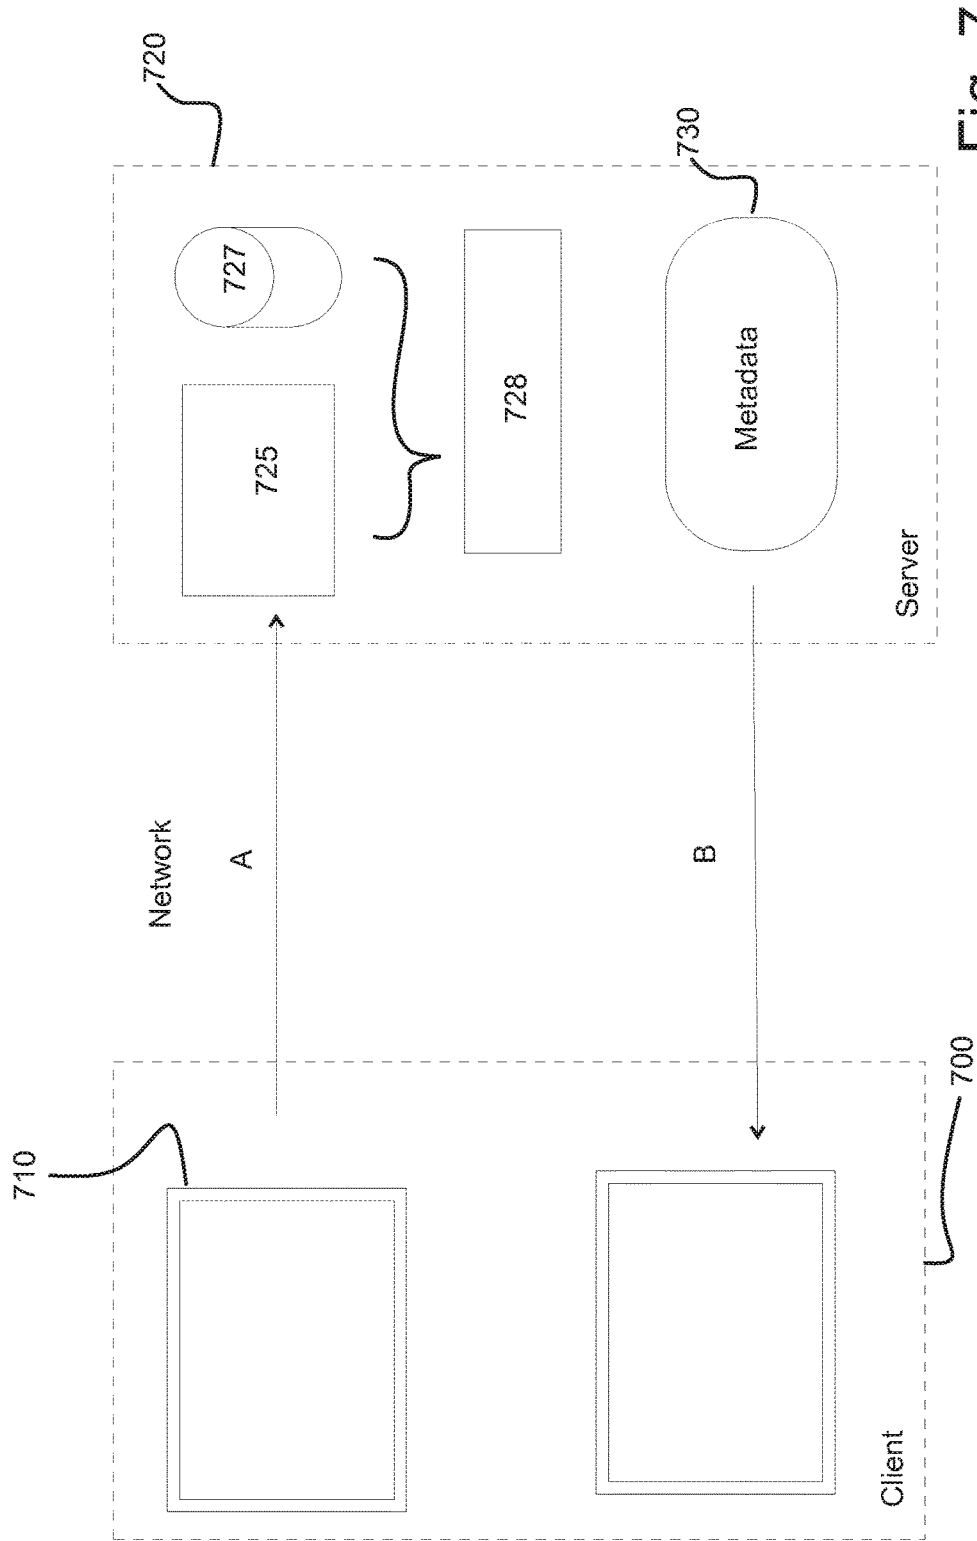 710
Network
720
A
725
727
728
B
730
Metadata
Client
Server
700
Fig. 7